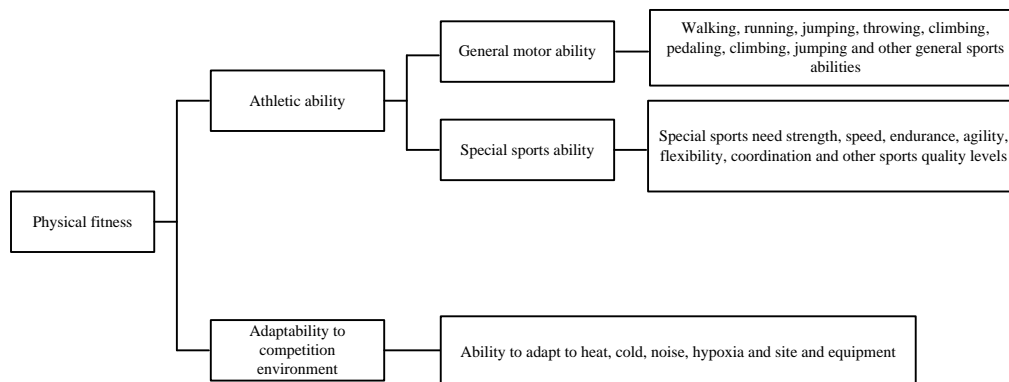 Walking, running, jumping, throwing, climbing,
pedaling, climbing, jumping and other general sports
abilities
General motor ability
Athletic ability
Special sports ability
Special sports need strength, speed, endurance, agility,
flexibility, coordination and other sports quality levels
Physical fitness
Adaptability to
competition
environment
Ability to adapt to heat, cold, noise, hypoxia and site and equipment